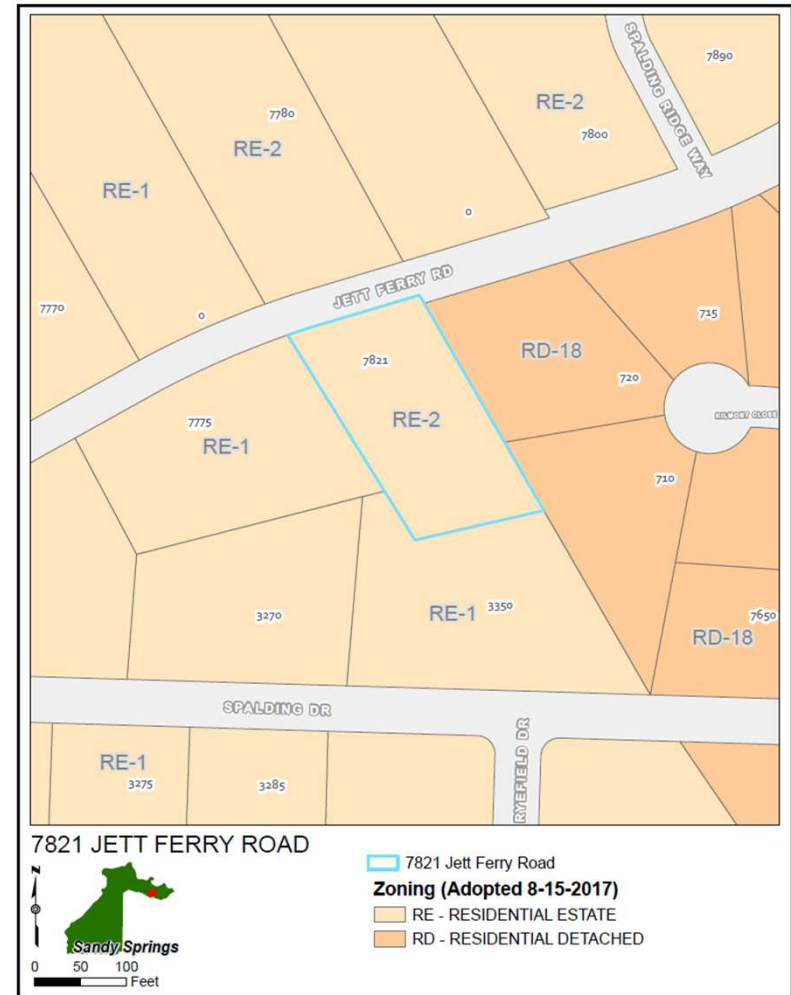 7890
RE-2
7780
RE-2
7800
SPALDING RIDGE WAY
RE-1
0
JETT FERRY RD
7770
0
715
RD-18
7821
720
KILMORY CLOSE
7775
RE-2
RE-1
710
RE-1
3350
3270
7650
RD-18
SPALDING DR
RYEFIELD DR
RE-1
3275
3285
7821 JETT FERRY ROAD
7821 Jett Ferry Road
Zoning (Adopted 8-15-2017)
RE - RESIDENTIAL ESTATE
RD - RESIDENTIAL DETACHED
N
Sandy Springs
0 50 100
Feet